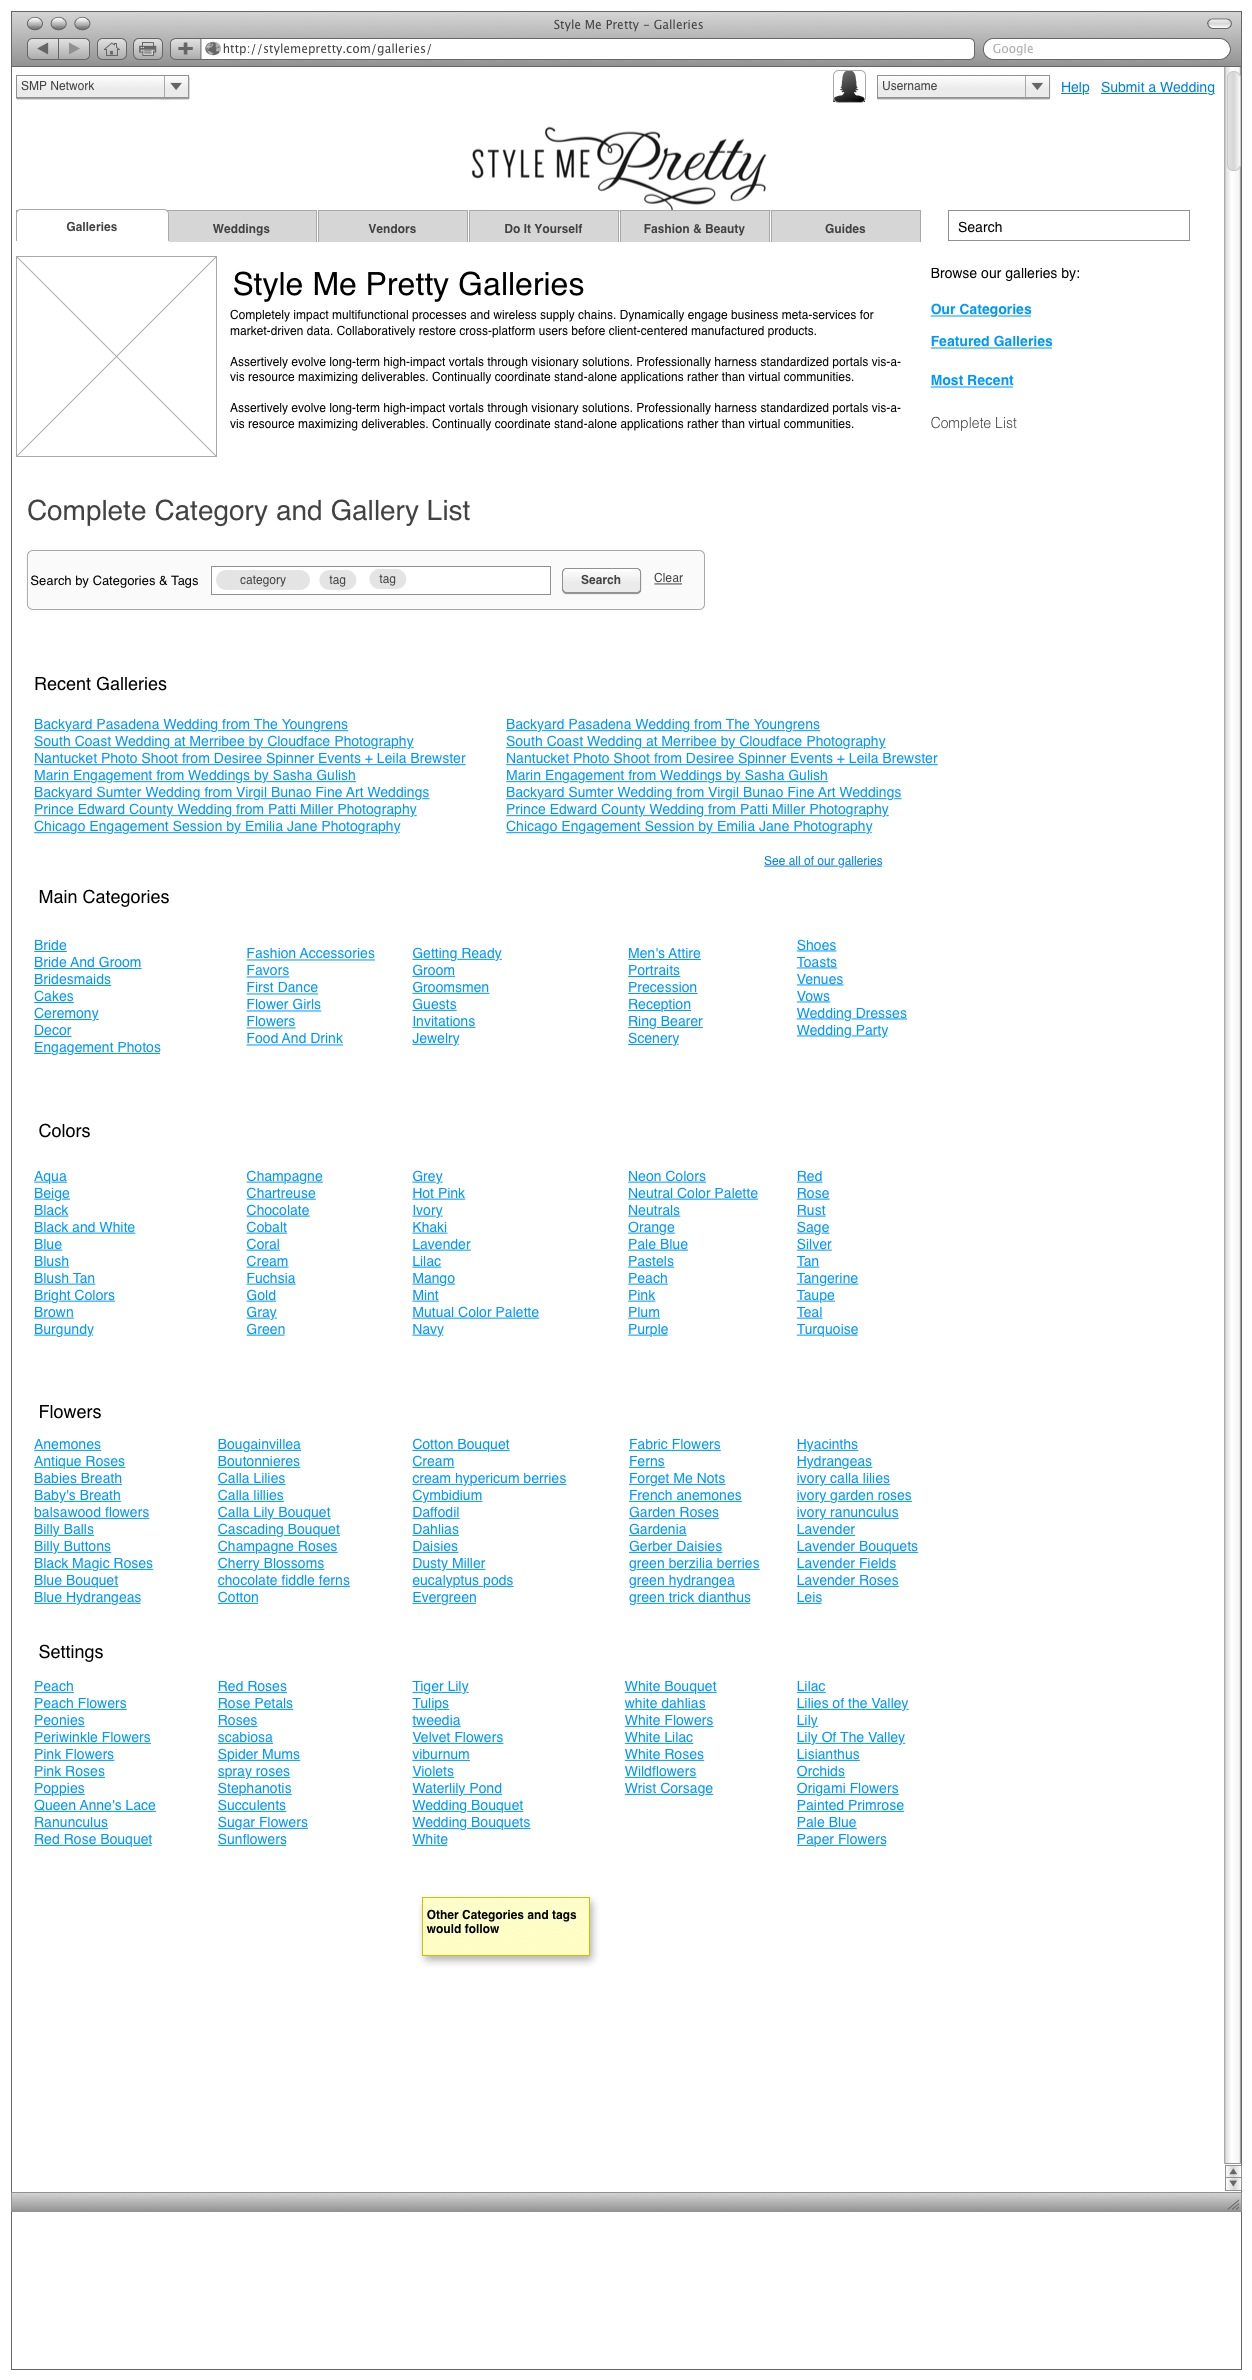 Style Me Pretty – Galleries
http://stylemepretty.com/galleries/
Google
SMP Network
Username
Help
Submit a Wedding
STYLE ME Pretty
Galleries
Weddings
Vendors
Do It Yourself
Fashion & Beauty
Guides
Search
Style Me Pretty Galleries
Completely impact multifunctional processes and wireless supply chains. Dynamically engage business meta-services for
market-driven data. Collaboratively restore cross-platform users before client-centered manufactured products.
Assertively evolve long-term high-impact vortals through visionary solutions. Professionally harness standardized portals vis-a-
vis resource maximizing deliverables. Continually coordinate stand-alone applications rather than virtual communities.
Assertively evolve long-term high-impact vortals through visionary solutions. Professionally harness standardized portals vis-a-
vis resource maximizing deliverables. Continually coordinate stand-alone applications rather than virtual communities.
Browse our galleries by:
Our Categories
Featured Galleries
Most Recent
Complete List
Complete Category and Gallery List
Search by Categories & Tags
category
tag
tag
Search
Clear
Recent Galleries
Backyard Pasadena Wedding from The Youngrens
South Coast Wedding at Merribee by Cloudface Photography
Nantucket Photo Shoot from Desiree Spinner Events + Leila Brewster
Marin Engagement from Weddings by Sasha Gulish
Backyard Sumter Wedding from Virgil Bunao Fine Art Weddings
Prince Edward County Wedding from Patti Miller Photography
Chicago Engagement Session by Emilia Jane Photography
Backyard Pasadena Wedding from The Youngrens
South Coast Wedding at Merribee by Cloudface Photography
Nantucket Photo Shoot from Desiree Spinner Events + Leila Brewster
Marin Engagement from Weddings by Sasha Gulish
Backyard Sumter Wedding from Virgil Bunao Fine Art Weddings
Prince Edward County Wedding from Patti Miller Photography
Chicago Engagement Session by Emilia Jane Photography
See all of our galleries
Main Categories
Bride
Bride And Groom
Bridesmaids
Cakes
Ceremony
Decor
Engagement Photos
Fashion Accessories
Favors
First Dance
Flower Girls
Flowers
Food And Drink
Getting Ready
Groom
Groomsmen
Guests
Invitations
Jewelry
Men's Attire
Portraits
Precession
Reception
Ring Bearer
Scenery
Shoes
Toasts
Venues
Vows
Wedding Dresses
Wedding Party
Colors
Aqua
Beige
Black
Black and White
Blue
Blush
Blush Tan
Bright Colors
Brown
Burgundy
Champagne
Chartreuse
Chocolate
Cobalt
Coral
Cream
Fuchsia
Gold
Gray
Green
Grey
Hot Pink
Ivory
Khaki
Lavender
Lilac
Mango
Mint
Mutual Color Palette
Navy
Neon Colors
Neutral Color Palette
Neutrals
Orange
Pale Blue
Pastels
Peach
Pink
Plum
Purple
Red
Rose
Rust
Sage
Silver
Tan
Tangerine
Taupe
Teal
Turquoise
Flowers
Anemones
Antique Roses
Babies Breath
Baby's Breath
balsawood flowers
Billy Balls
Billy Buttons
Black Magic Roses
Blue Bouquet
Blue Hydrangeas
Bougainvillea
Boutonnieres
Calla Lilies
Calla lillies
Calla Lily Bouquet
Cascading Bouquet
Champagne Roses
Cherry Blossoms
chocolate fiddle ferns
Cotton
Cotton Bouquet
Cream
cream hypericum berries
Cymbidium
Daffodil
Dahlias
Daisies
Dusty Miller
eucalyptus pods
Evergreen
Fabric Flowers
Ferns
Forget Me Nots
French anemones
Garden Roses
Gardenia
Gerber Daisies
green berzilia berries
green hydrangea
green trick dianthus
Hyacinths
Hydrangeas
ivory calla lilies
ivory garden roses
ivory ranunculus
Lavender
Lavender Bouquets
Lavender Fields
Lavender Roses
Leis
Settings
Peach
Peach Flowers
Peonies
Periwinkle Flowers
Pink Flowers
Pink Roses
Poppies
Queen Anne's Lace
Ranunculus
Red Rose Bouquet
Red Roses
Rose Petals
Roses
scabiosa
Spider Mums
spray roses
Stephanotis
Succulents
Sugar Flowers
Sunflowers
Tiger Lily
Tulips
tweedia
Velvet Flowers
viburnum
Violets
Waterlily Pond
Wedding Bouquet
Wedding Bouquets
White
White Bouquet
white dahlias
White Flowers
White Lilac
White Roses
Wildflowers
Wrist Corsage
Lilac
Lilies of the Valley
Lily
Lily Of The Valley
Lisianthus
Orchids
Origami Flowers
Painted Primrose
Pale Blue
Paper Flowers
Other Categories and tags
would follow